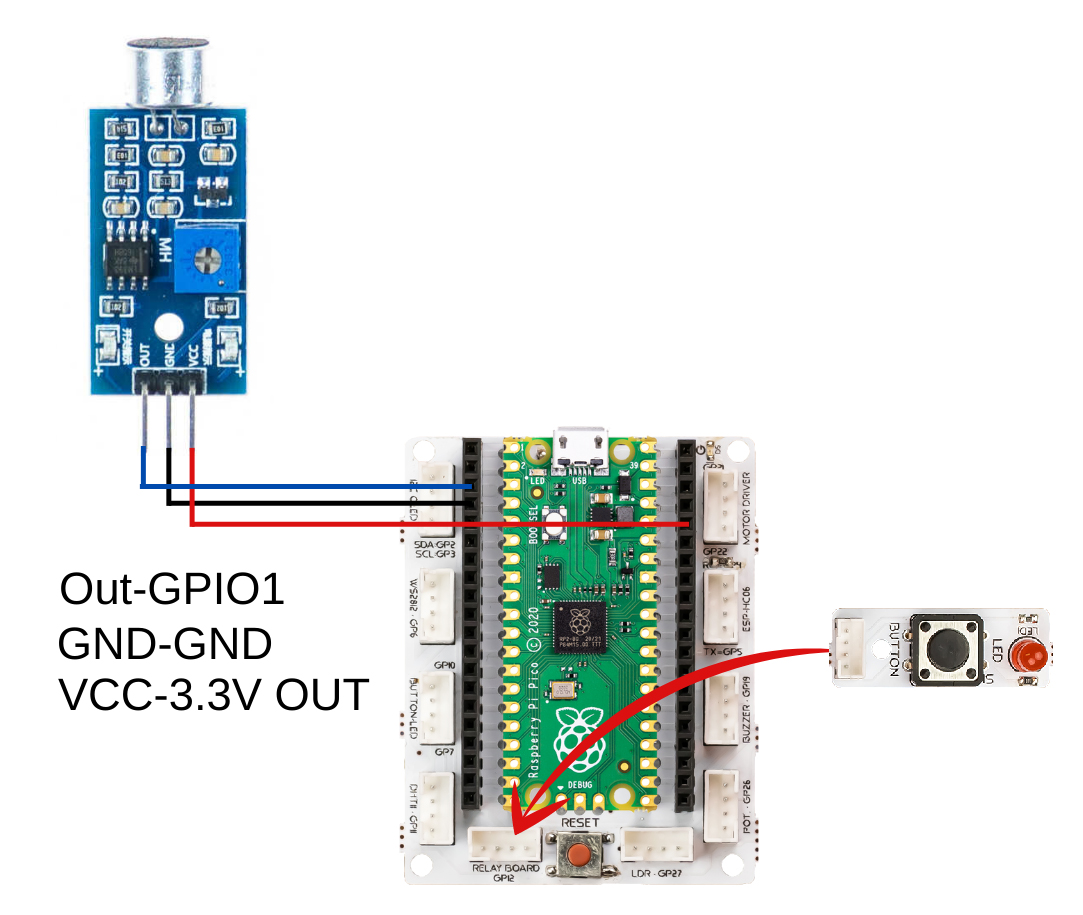 MH
OUT
GND
VCC
Out-GPIO1
GND-GND
VCC-3.3V OUT
1
2
39
LED
USB
BOOTSEL
Raspberry Pi Pico © 2020
DEBUG
SDA-GP2
SCL-GP3
WS2812 - GP6
GP10
BUTTON-LED
GP7
DHT11 - GP11
RELAY BOARD
GP12
RESET
LDR - GP27
MOTOR DRIVER
GP22
ESP-HC06
TX=GP5
BUZZER - GP19
POT - GP26
BUTTON
LED